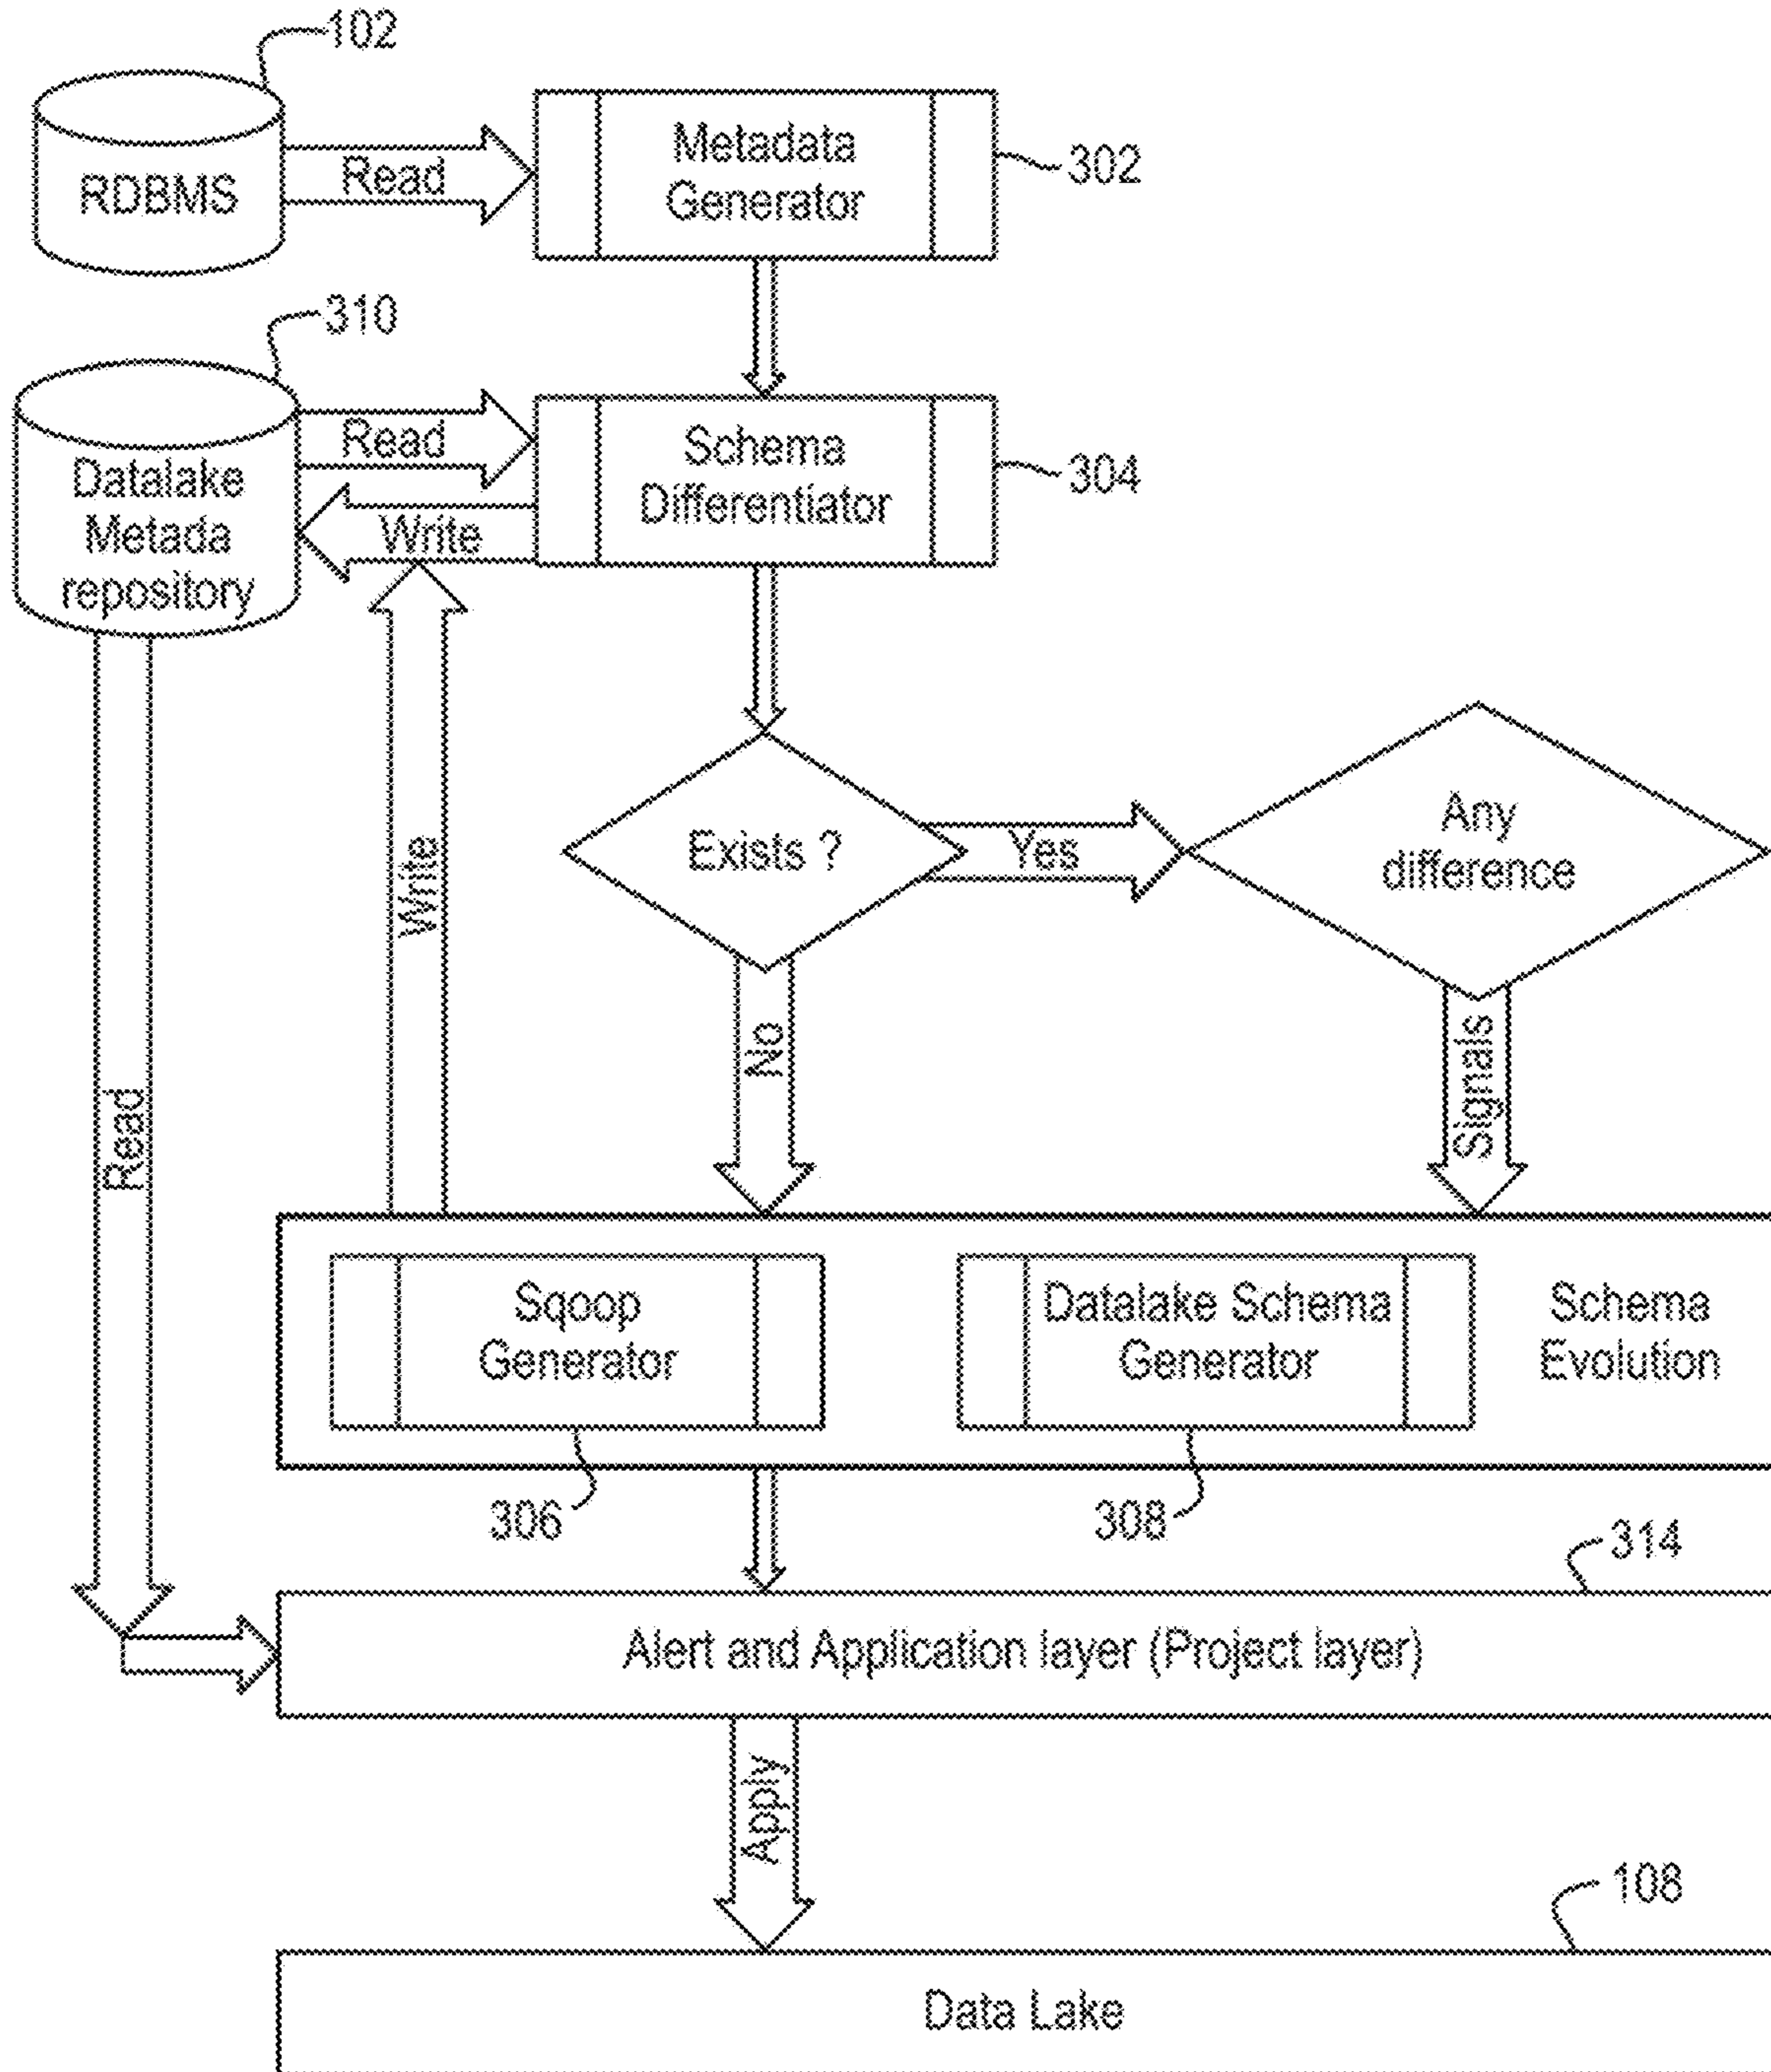 102
RDBMS
Read
Metadata
Generator
302
310
Datalake
Metada
repository
Read
Write
Schema
Differentiator
304
Write
Exists ?
Yes
Any
difference
No
Signals
Read
Sqoop
Generator
Datalake Schema
Generator
Schema
Evolution
306
308
314
Alert and Application layer (Project layer)
Apply
108
Data Lake